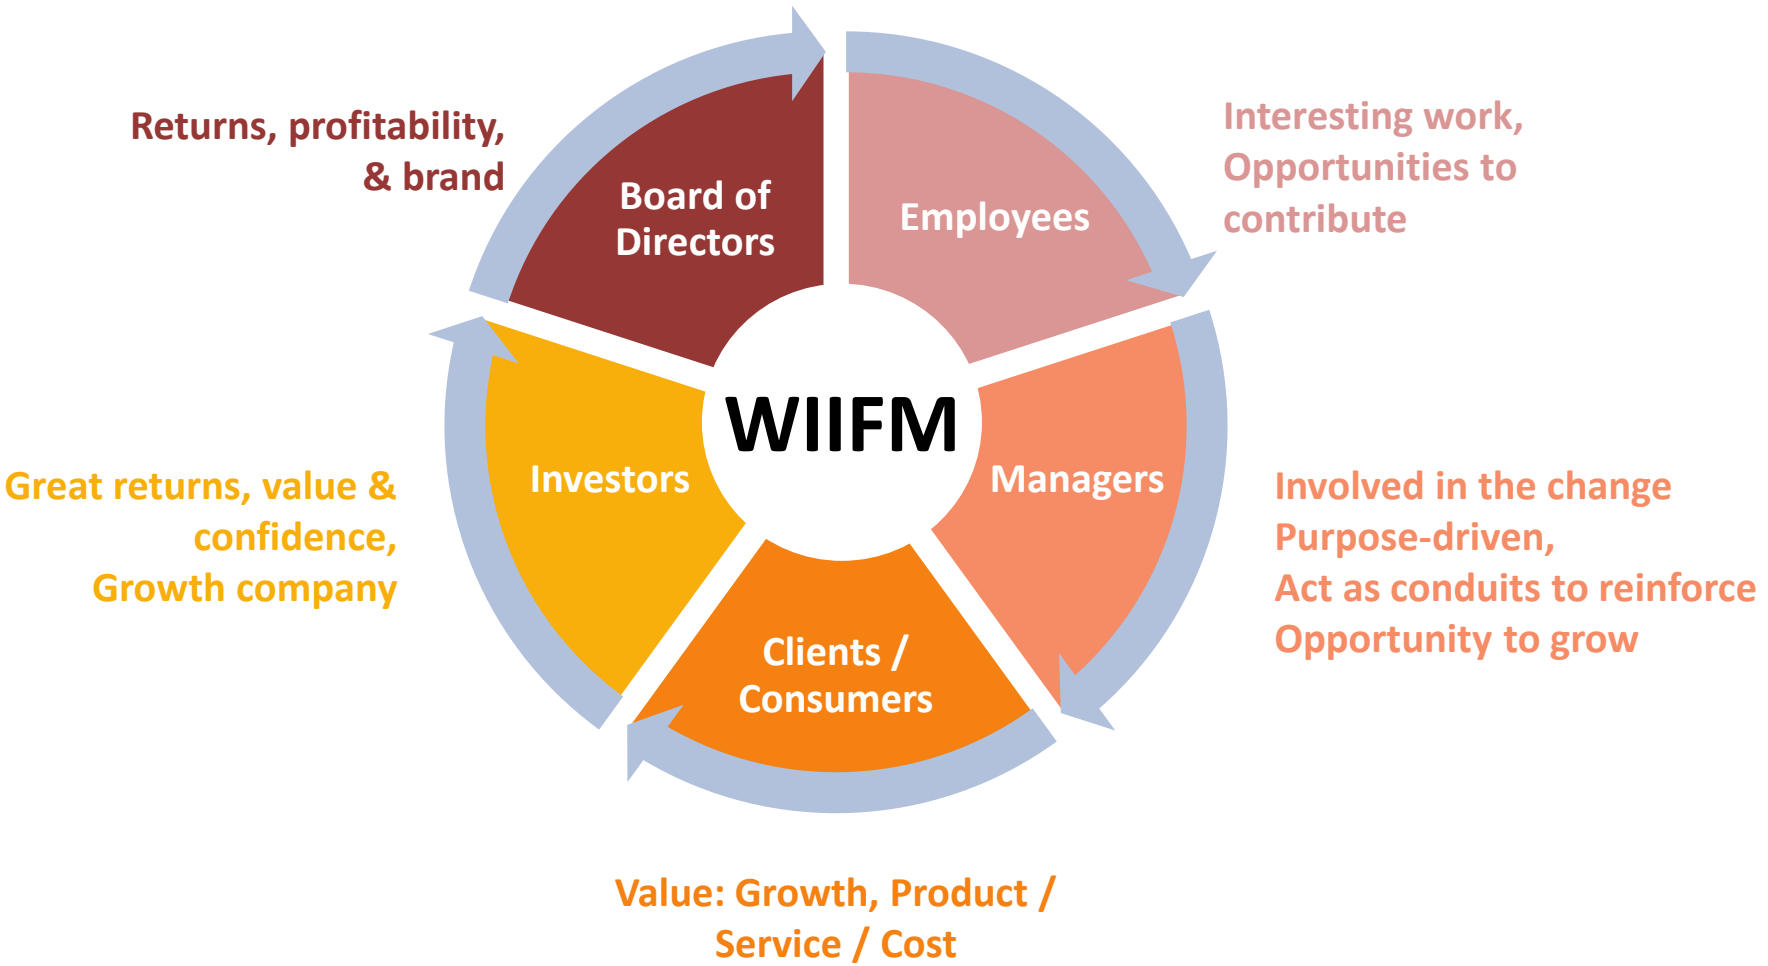 Returns, profitability,
& brand
Board of
Directors
Employees
Interesting work,
Opportunities to
contribute
WIIFM
Investors
Managers
Great returns, value &
confidence,
Growth company
Involved in the change
Purpose-driven,
Act as conduits to reinforce
Opportunity to grow
Clients /
Consumers
Value: Growth, Product /
Service / Cost